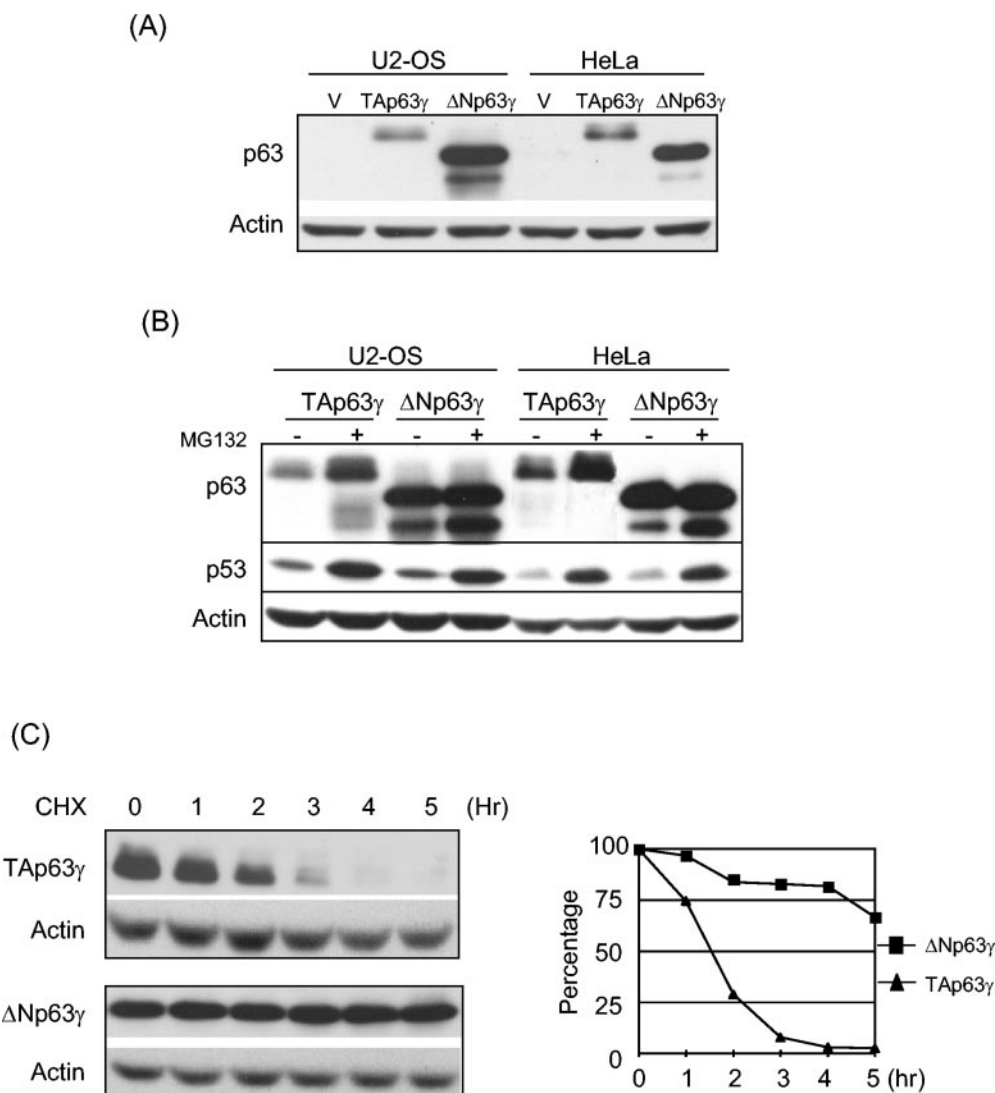 (A)
U2-OS HeLa
V TAp63γ ΔNp63γ V TAp63γ ΔNp63γ
p63
Actin
(B)
U2-OS HeLa
TAp63γ ΔNp63γ TAp63γ ΔNp63γ
MG132 - + - + - + - +
p63
p53
Actin
(C)
CHX 0 1 2 3 4 5 (Hr)
TAp63γ
Actin
ΔNp63γ
Actin
100
75
50
25
0
Percentage
0 1 2 3 4 5 (hr)
ΔNp63γ
TAp63γ